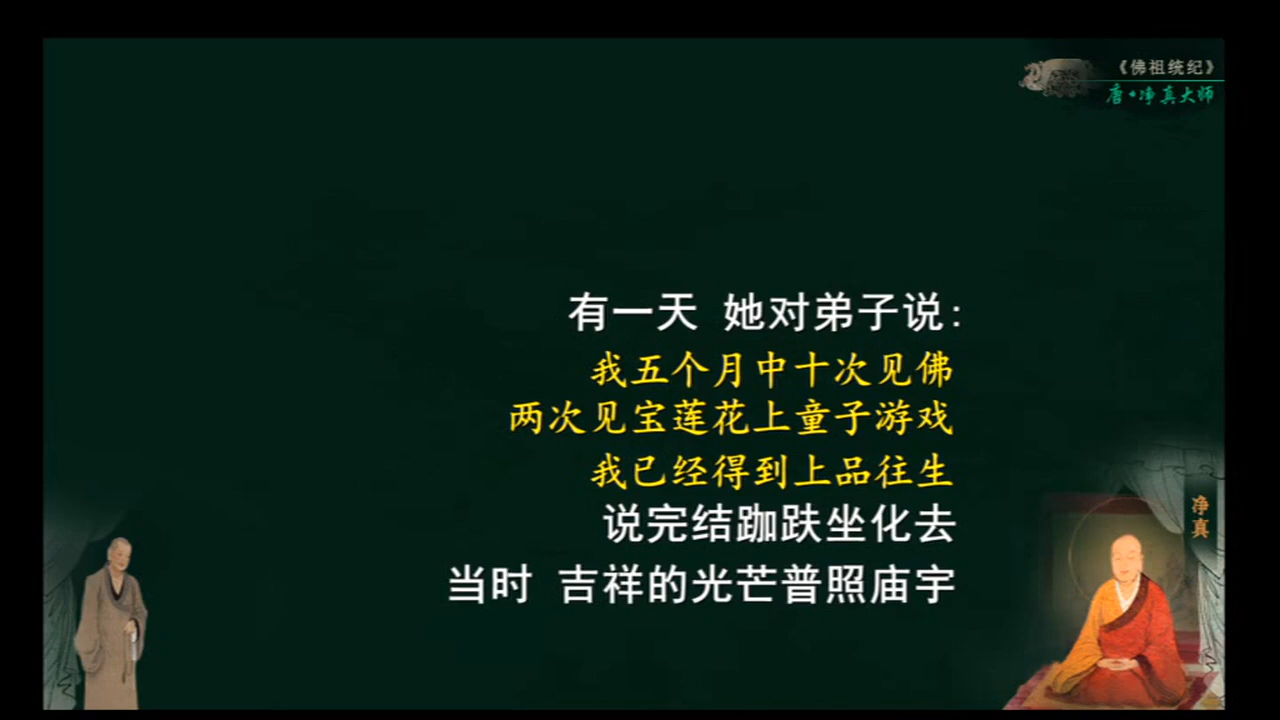 《佛祖统纪》
唐·净真大师
有一天 她对弟子说:
我五个月中十次见佛
两次见宝莲花上童子游戏
我已经得到上品往生
说完结跏趺坐化去
当时 吉祥的光芒普照庙宇
净真